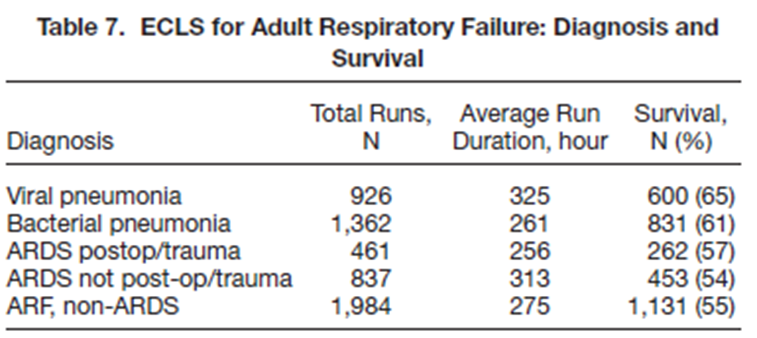 Table 7. ECLS for Adult Respiratory Failure: Diagnosis and
Survival
Total Runs, Average Run Survival,
Diagnosis N Duration, hour N (%)
Viral pneumonia 926 325 600 (65)
Bacterial pneumonia 1,362 261 831 (61)
ARDS postop/trauma 461 256 262 (57)
ARDS not post-op/trauma 837 313 453 (54)
ARF, non-ARDS 1,984 275 1,131 (55)